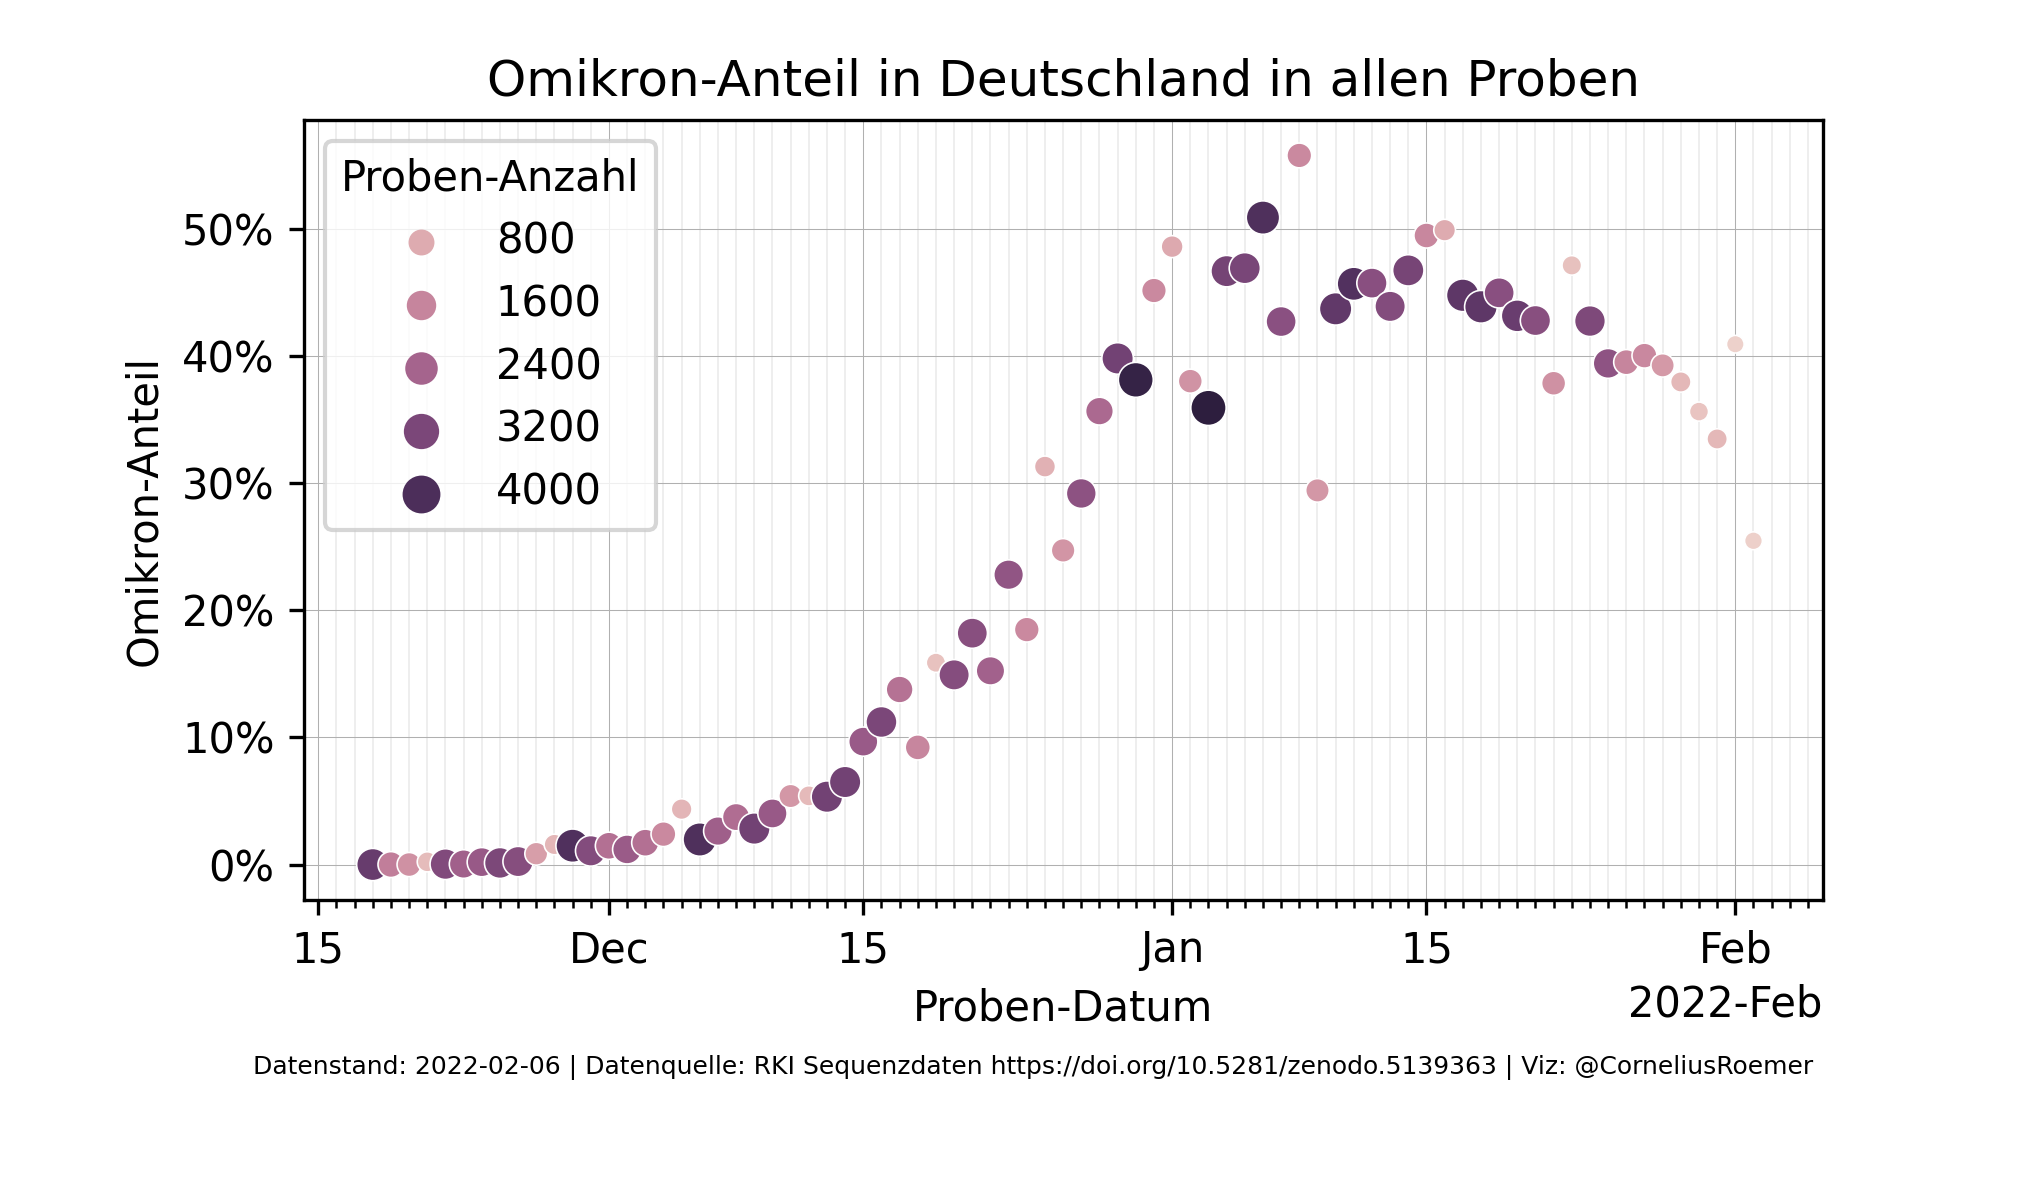 Omikron-Anteil in Deutschland in allen Proben
Proben-Anzahl
800
1600
2400
3200
4000
50%
40%
30%
20%
10%
0%
Omikron-Anteil
15
Dec
15
Jan
15
Feb
Proben-Datum
2022-Feb
Datenstand: 2022-02-06 | Datenquelle: RKI Sequenzdaten https://doi.org/10.5281/zenodo.5139363 | Viz: @CorneliusRoemer